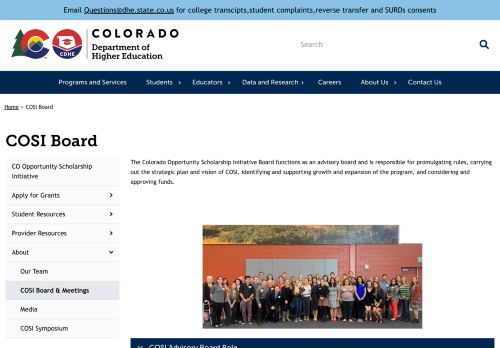 Email Questions@dhe.state.co.us for college transcipts,student complaints,reverse transfer and SURDs consents
CDHE
COLORADO
Department of
Higher Education
Search
Programs and Services
Students
Educators
Data and Research
Careers
About Us
Contact Us
Home › COSI Board
COSI Board
CO Opportunity Scholarship
Initiative
Apply for Grants
Student Resources
Provider Resources
About
Our Team
COSI Board & Meetings
Media
COSI Symposium
The Colorado Opportunity Scholarship Initiative Board functions as an advisory board and is responsible for promulgating rules, carrying
out the strategic plan and vision of COSI, identifying and supporting growth and expansion of the program, and considering and
approving funds.
COSI Advisory Board Role